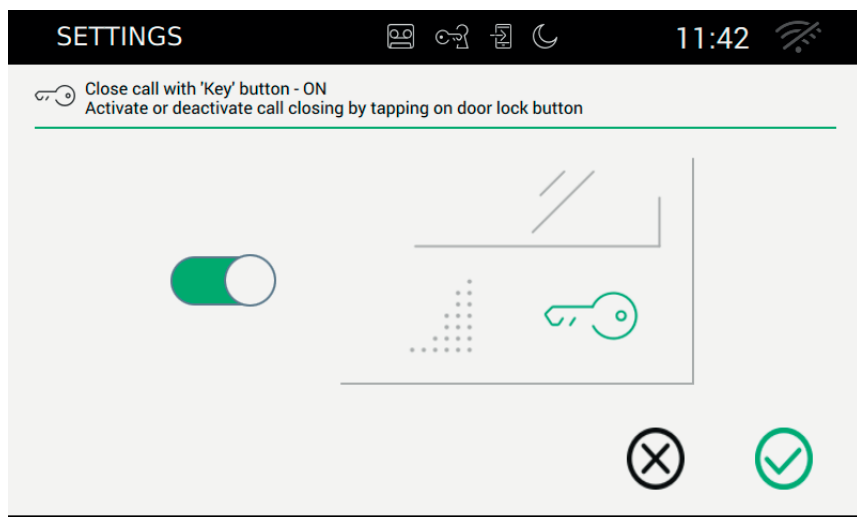 SETTINGS
11:42
Close call with 'Key' button - ON
Activate or deactivate call closing by tapping on door lock button